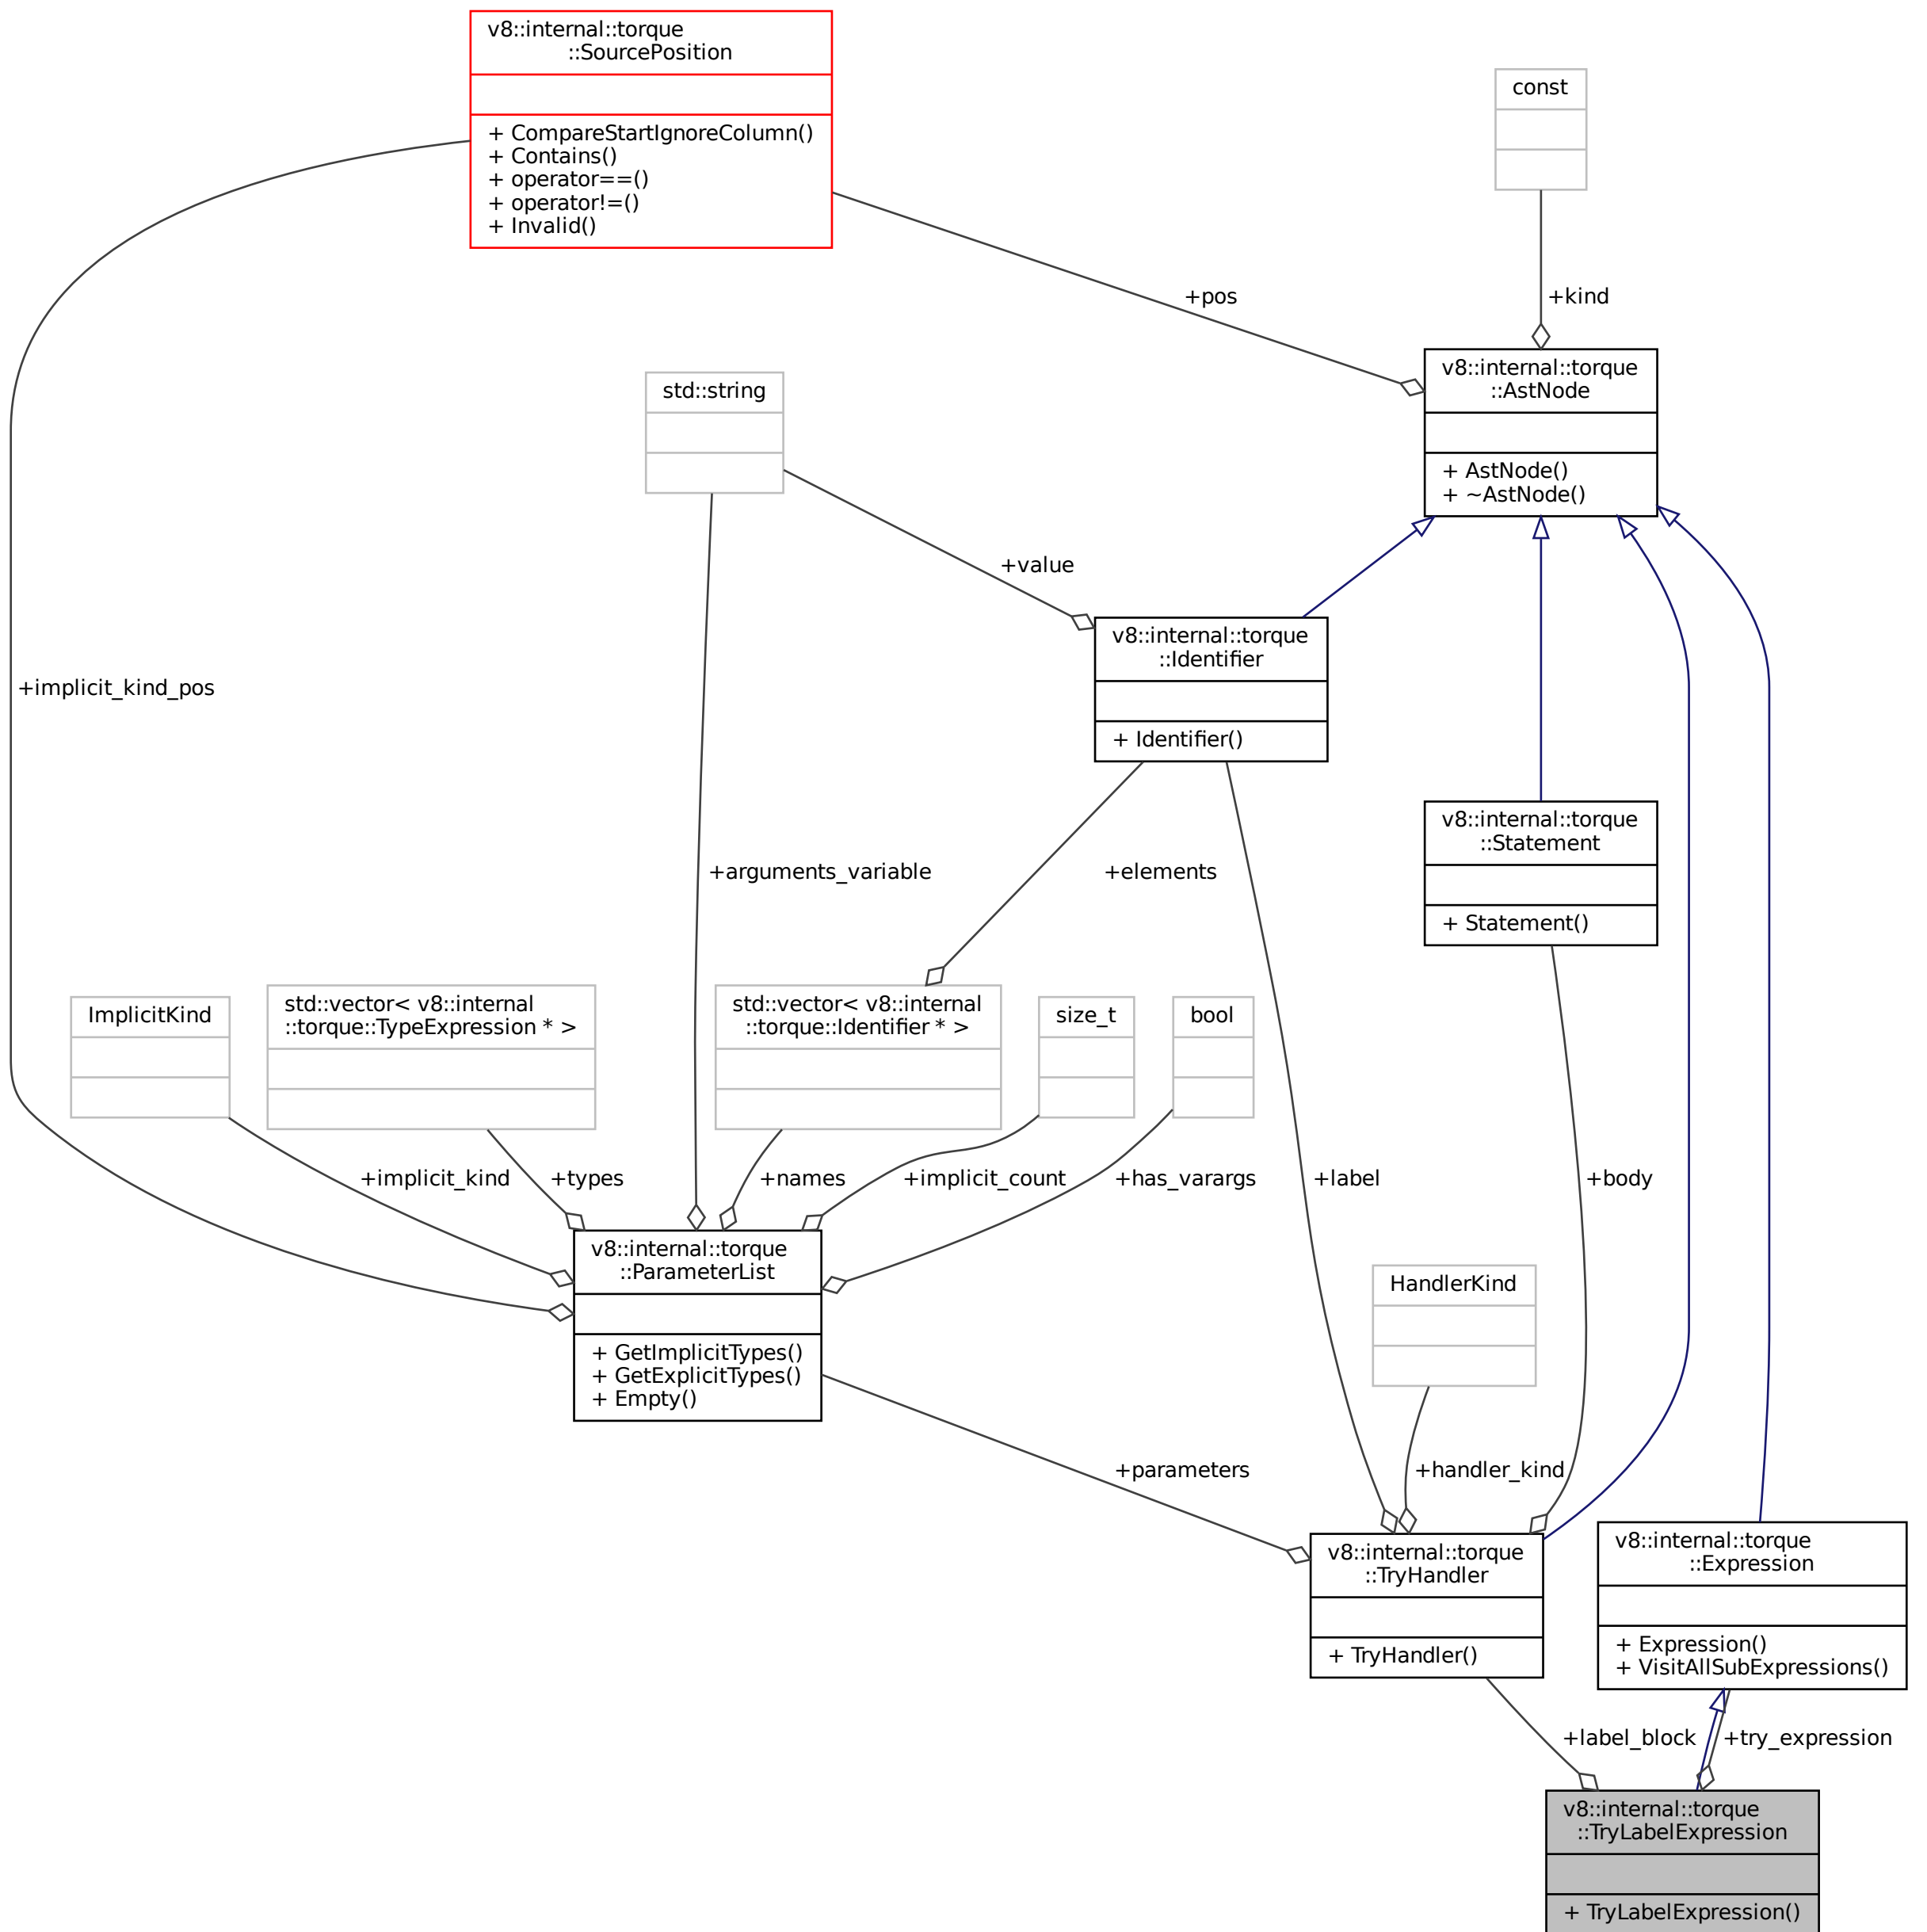 v8::internal::torque
::SourcePosition
+ CompareStartIgnoreColumn()
+ Contains()
+ operator==()
+ operator!=()
+ Invalid()
const
+pos
+kind
v8::internal::torque
::AstNode
+ AstNode()
+ ~AstNode()
std::string
+value
v8::internal::torque
::Identifier
+ Identifier()
+implicit_kind_pos
v8::internal::torque
::Statement
+ Statement()
+arguments_variable
+elements
ImplicitKind
std::vector< v8::internal
::torque::TypeExpression * >
std::vector< v8::internal
::torque::Identifier * >
size_t
bool
+implicit_kind
+types
+names
+implicit_count
+has_varargs
+label
+body
v8::internal::torque
::ParameterList
+ GetImplicitTypes()
+ GetExplicitTypes()
+ Empty()
HandlerKind
+parameters
+handler_kind
v8::internal::torque
::TryHandler
+ TryHandler()
v8::internal::torque
::Expression
+ Expression()
+ VisitAllSubExpressions()
+label_block
+try_expression
v8::internal::torque
::TryLabelExpression
+ TryLabelExpression()